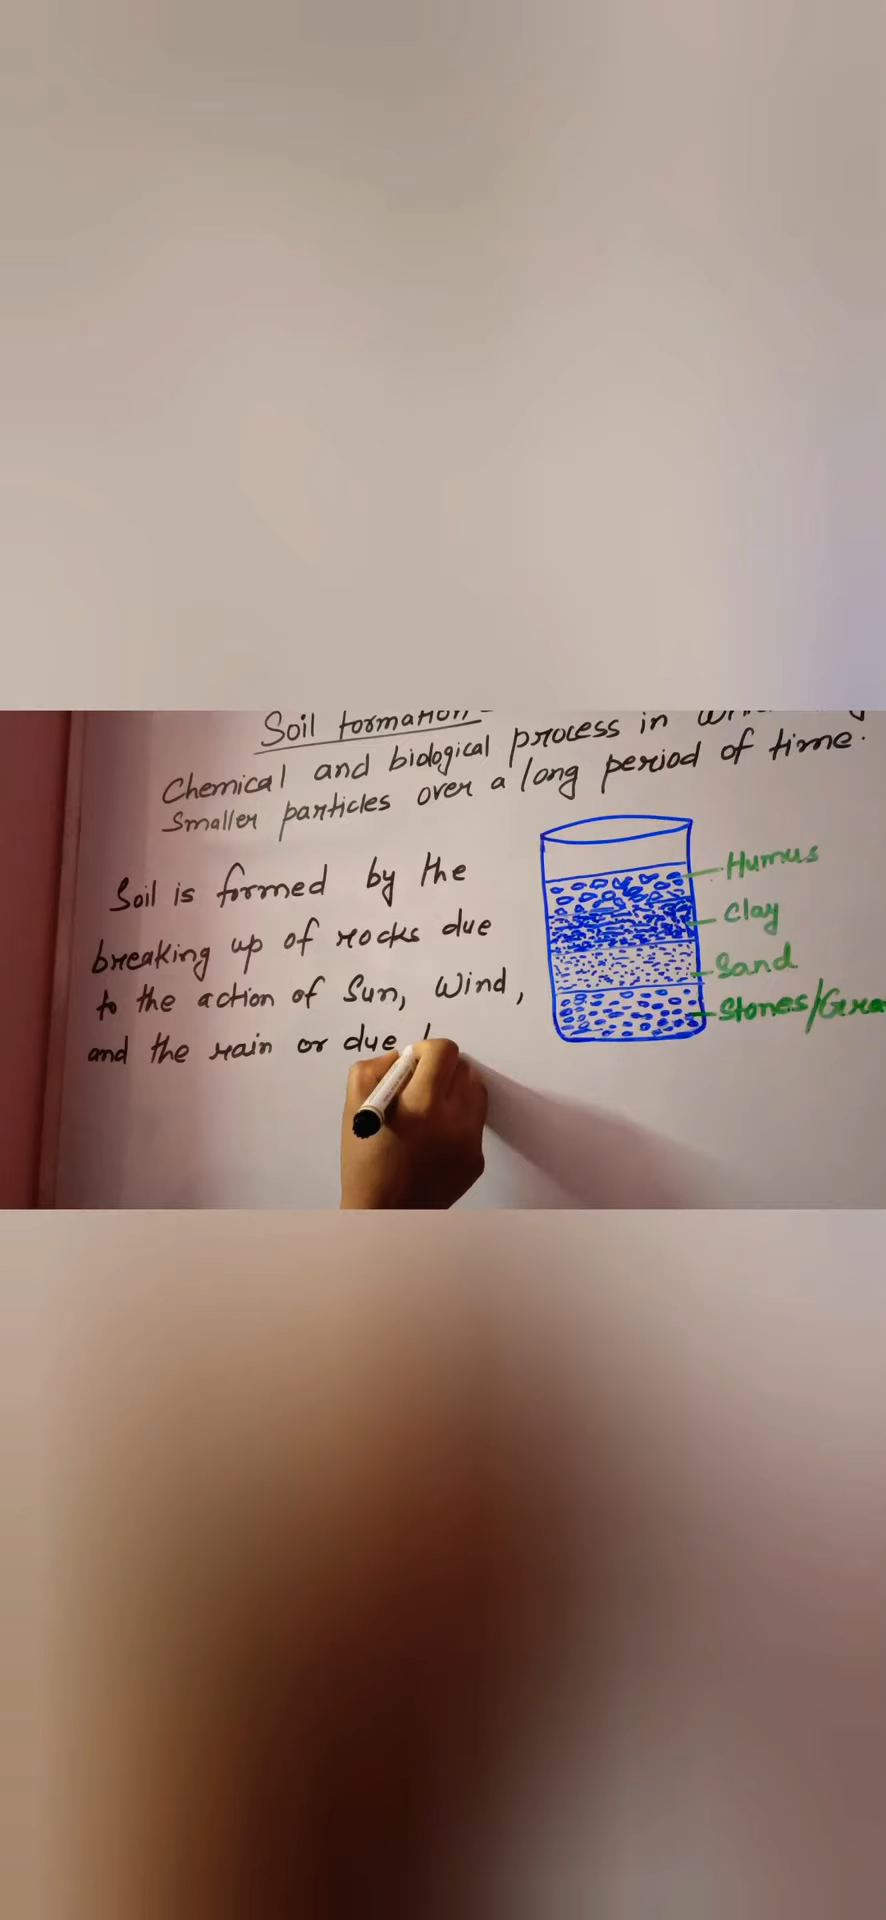 Soil formation
Chemical and biological process in
Smaller particles over a long period of time.
Soil is formed by the
breaking up of rocks due
to the action of Sun, Wind,
and the rain or due
Humus
Clay
Sand
Stones/Gra